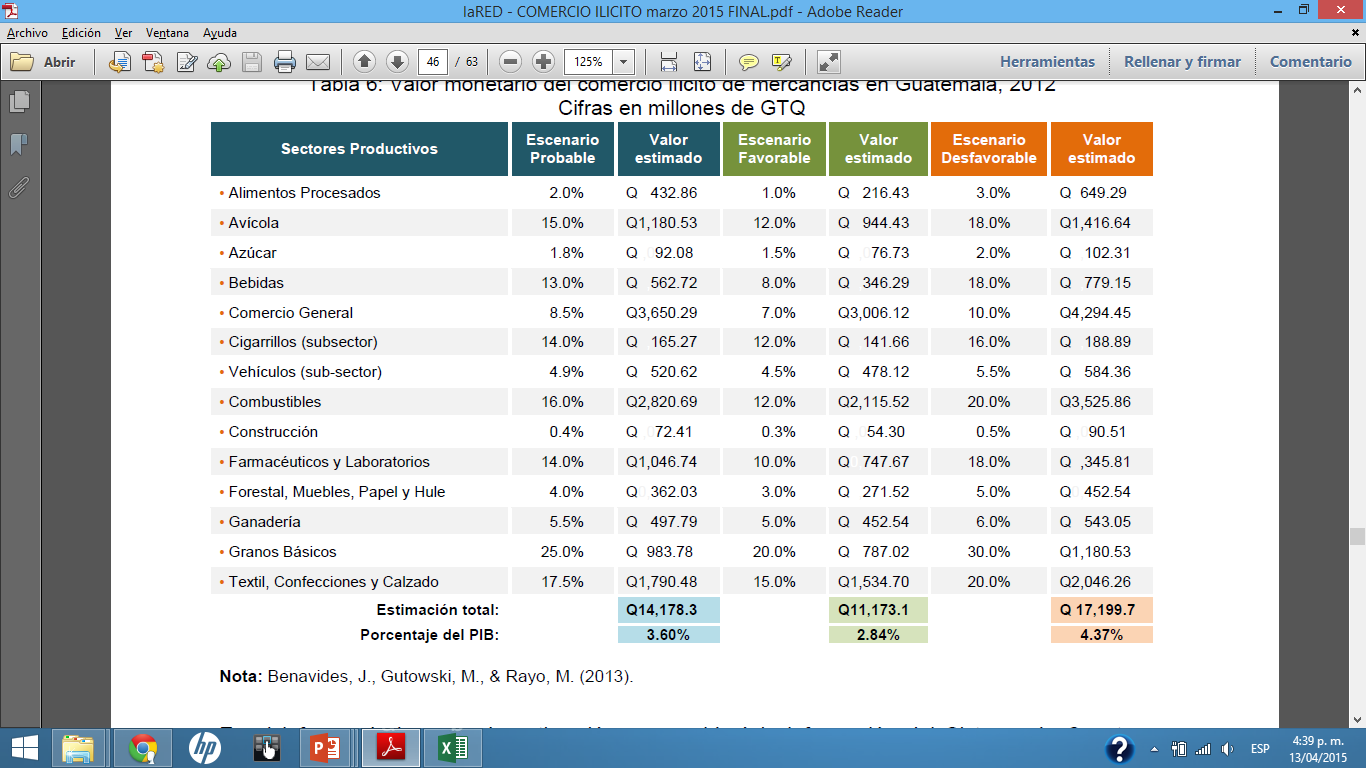 laRED - COMERCIO ILICITO marzo 2015 FINAL.pdf - Adobe Reader
Archivo Edición Ver Ventana Ayuda
Abrir 46 / 63 125% Herramientas Rellenar y firmar Comentario
Tabla 6: Valor monetario del comercio ilícito de mercancías en Guatemala, 2012
Cifras en millones de GTQ
Sectores Productivos Escenario Probable Valor estimado Escenario Favorable Valor estimado Escenario Desfavorable Valor estimado
• Alimentos Procesados 2.0% Q 432.86 1.0% Q 216.43 3.0% Q 649.29
• Avícola 15.0% Q1,180.53 12.0% Q 944.43 18.0% Q1,416.64
• Azúcar 1.8% Q 92.08 1.5% Q 76.73 2.0% Q 102.31
• Bebidas 13.0% Q 562.72 8.0% Q 346.29 18.0% Q 779.15
• Comercio General 8.5% Q3,650.29 7.0% Q3,006.12 10.0% Q4,294.45
• Cigarrillos (subsector) 14.0% Q 165.27 12.0% Q 141.66 16.0% Q 188.89
• Vehículos (sub-sector) 4.9% Q 520.62 4.5% Q 478.12 5.5% Q 584.36
• Combustibles 16.0% Q2,820.69 12.0% Q2,115.52 20.0% Q3,525.86
• Construcción 0.4% Q 72.41 0.3% Q 54.30 0.5% Q 90.51
• Farmacéuticos y Laboratorios 14.0% Q1,046.74 10.0% Q 747.67 18.0% Q ,345.81
• Forestal, Muebles, Papel y Hule 4.0% Q 362.03 3.0% Q 271.52 5.0% Q 452.54
• Ganadería 5.5% Q 497.79 5.0% Q 452.54 6.0% Q 543.05
• Granos Básicos 25.0% Q 983.78 20.0% Q 787.02 30.0% Q1,180.53
• Textil, Confecciones y Calzado 17.5% Q1,790.48 15.0% Q1,534.70 20.0% Q2,046.26
Estimación total: Q14,178.3 Q11,173.1 Q 17,199.7
Porcentaje del PIB: 3.60% 2.84% 4.37%
Nota: Benavides, J., Gutowski, M., & Rayo, M. (2013).
ESP 4:39 p. m.
13/04/2015